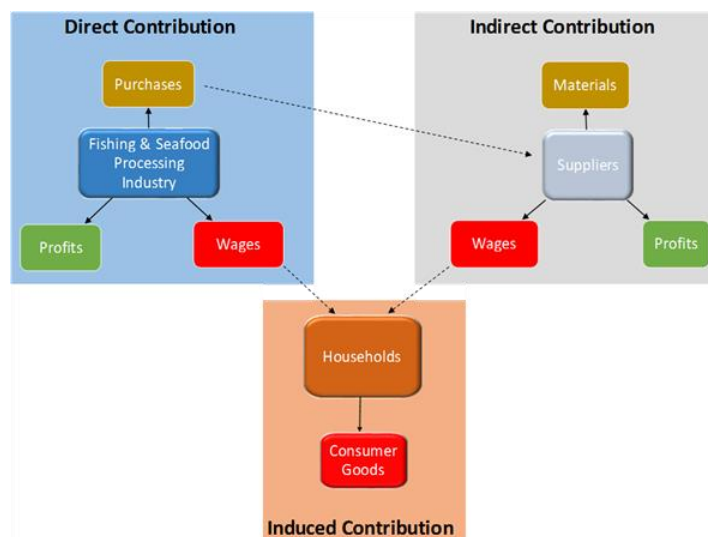 Direct Contribution
Purchases
Fishing & Seafood
Processing
Industry
Profits
Wages
Indirect Contribution
Materials
Suppliers
Wages
Profits
Households
Consumer
Goods
Induced Contribution